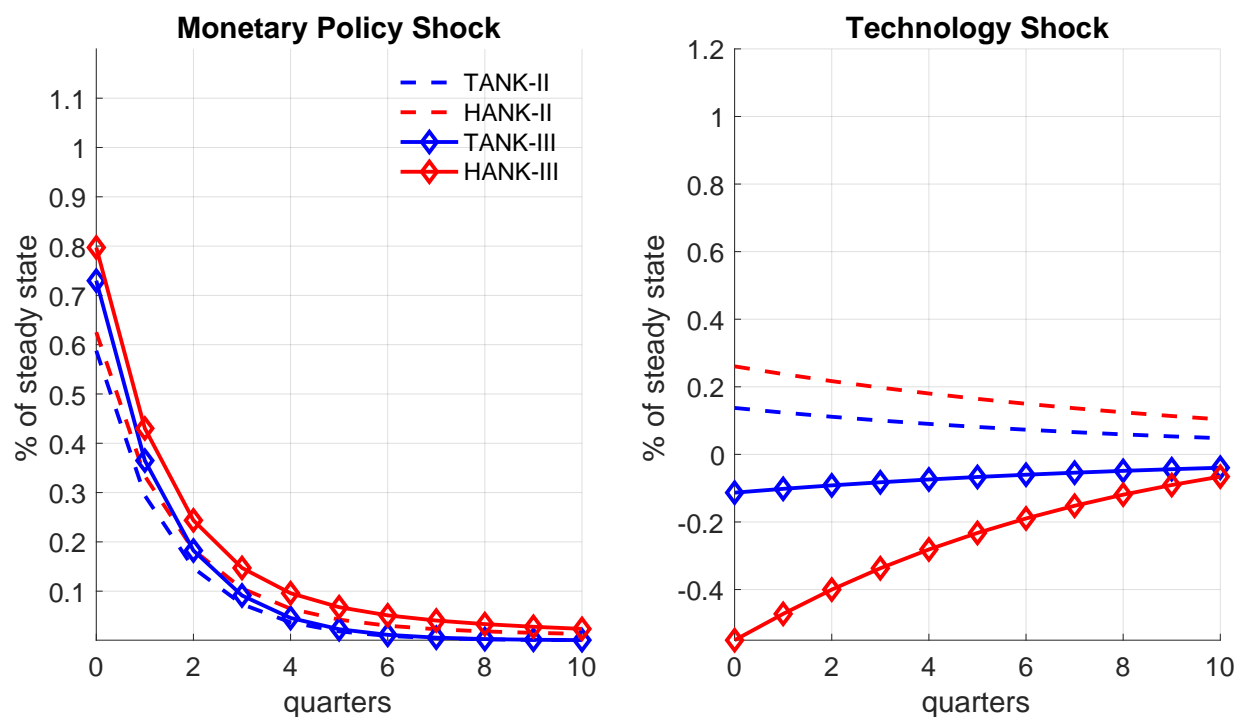 Monetary Policy Shock
% of steady state
1.1
1
0.9
0.8
0.7
0.6
0.5
0.4
0.3
0.2
0.1
TANK-II
HANK-II
TANK-III
HANK-III
0 2 4 6 8 10
quarters
Technology Shock
% of steady state
1.2
1
0.8
0.6
0.4
0.2
0
-0.2
-0.4
0 2 4 6 8 10
quarters